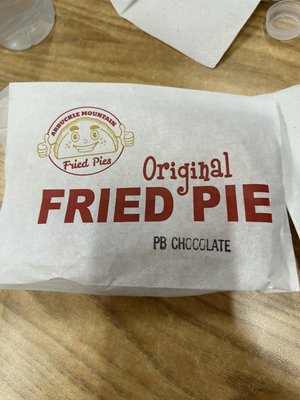 ARBUCKLE MOUNTAIN
Fried Pies
Original
FRIED PIE
PB CHOCOLATE